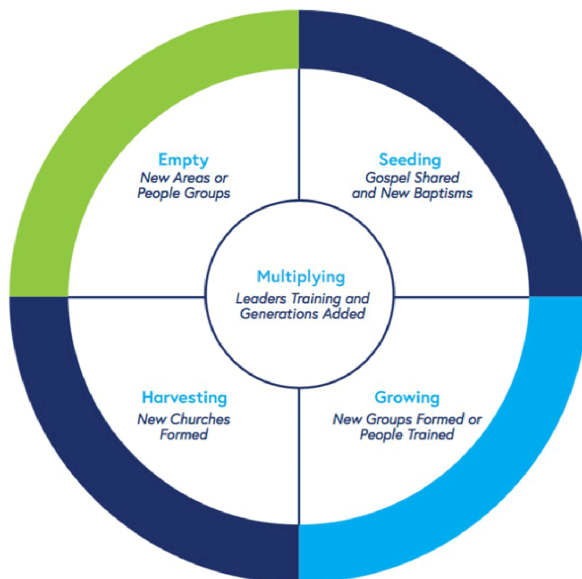 Empty
New Areas or
People Groups
Seeding
Gospel Shared
and New Baptisms
Multiplying
Leaders Training and
Generations Added
Harvesting
New Churches
Formed
Growing
New Groups Formed or
People Trained